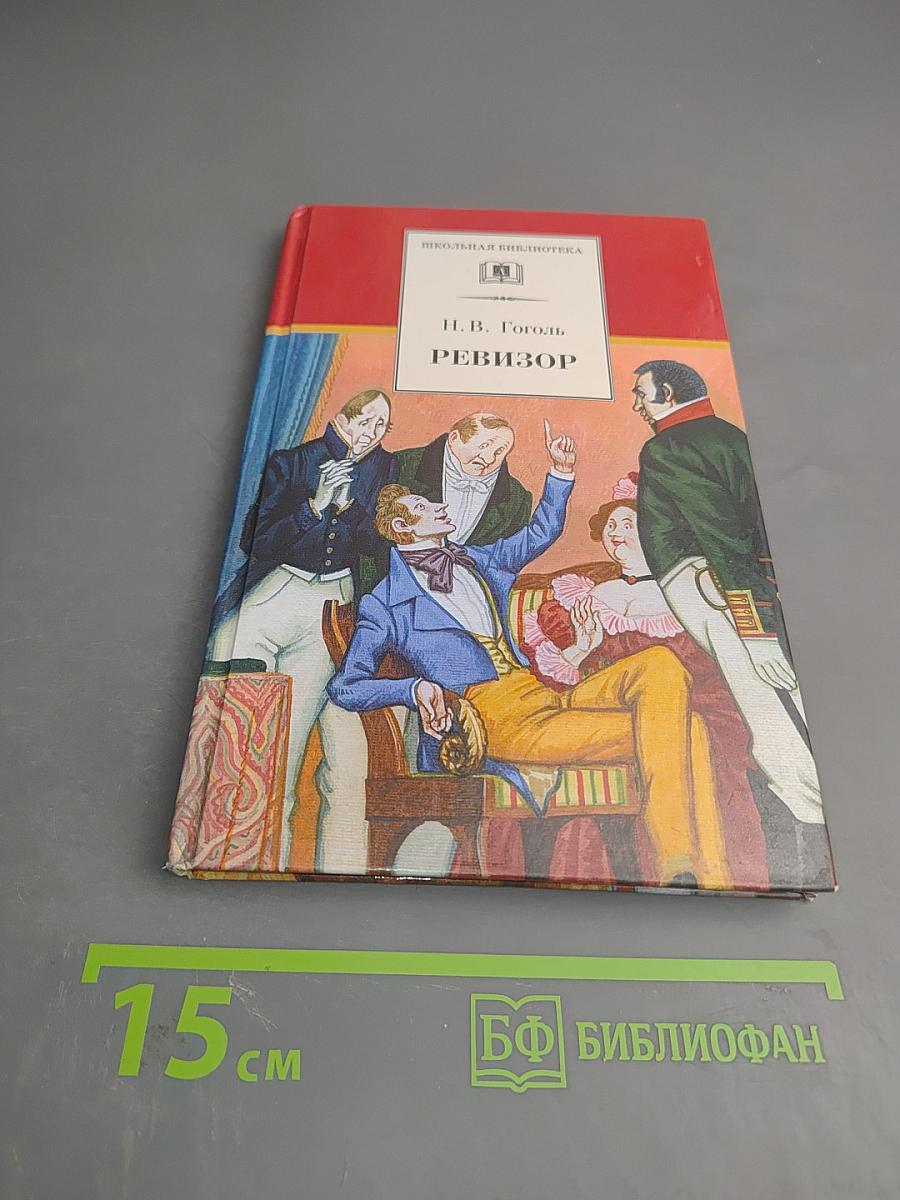 ШКОЛЬНАЯ БИБЛИОТЕКА
Н. В. Гоголь
РЕВИЗОР
15 см
БФ БИБЛИОФАН